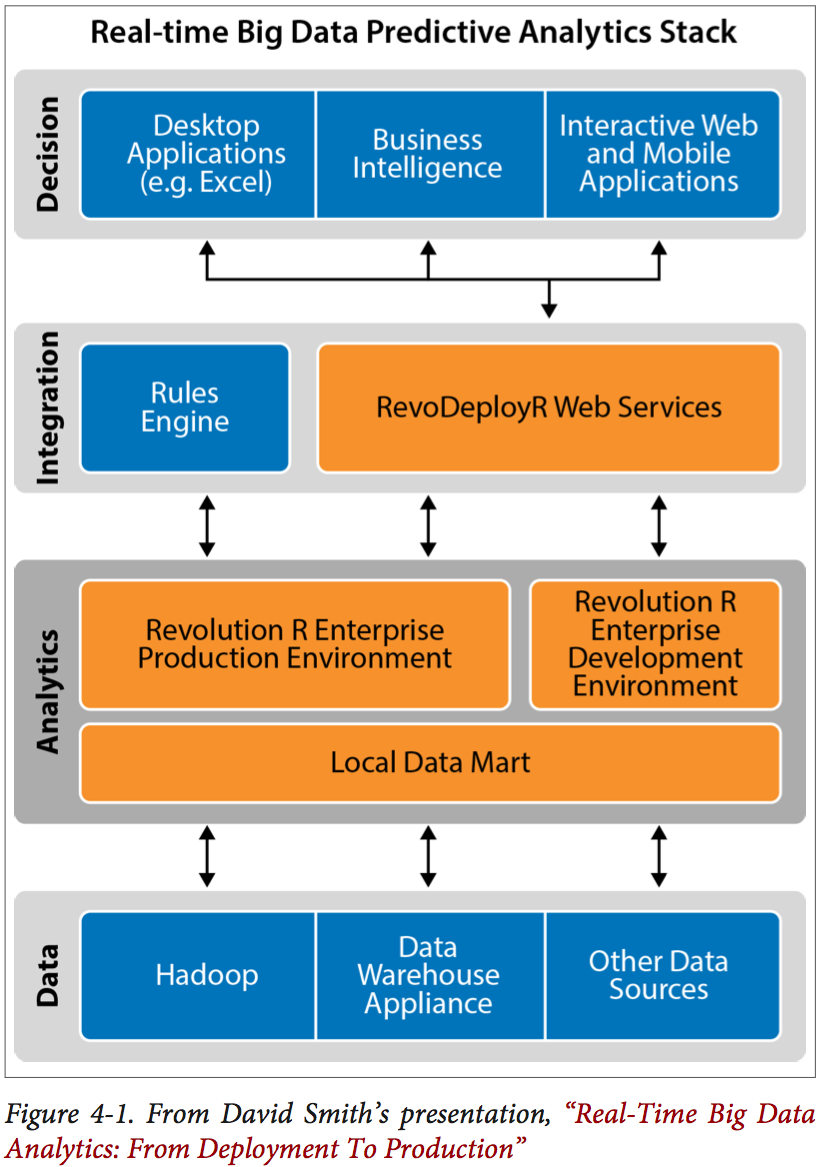 Real-time Big Data Predictive Analytics Stack
Decision
Desktop
Applications
(e.g. Excel)
Business
Intelligence
Interactive Web
and Mobile
Applications
Integration
Rules
Engine
RevoDeployR Web Services
Analytics
Revolution R Enterprise
Production Environment
Revolution R
Enterprise
Development
Environment
Local Data Mart
Data
Hadoop
Data
Warehouse
Appliance
Other Data
Sources
Figure 4-1. From David Smith’s presentation, “Real-Time Big Data
Analytics: From Deployment To Production”